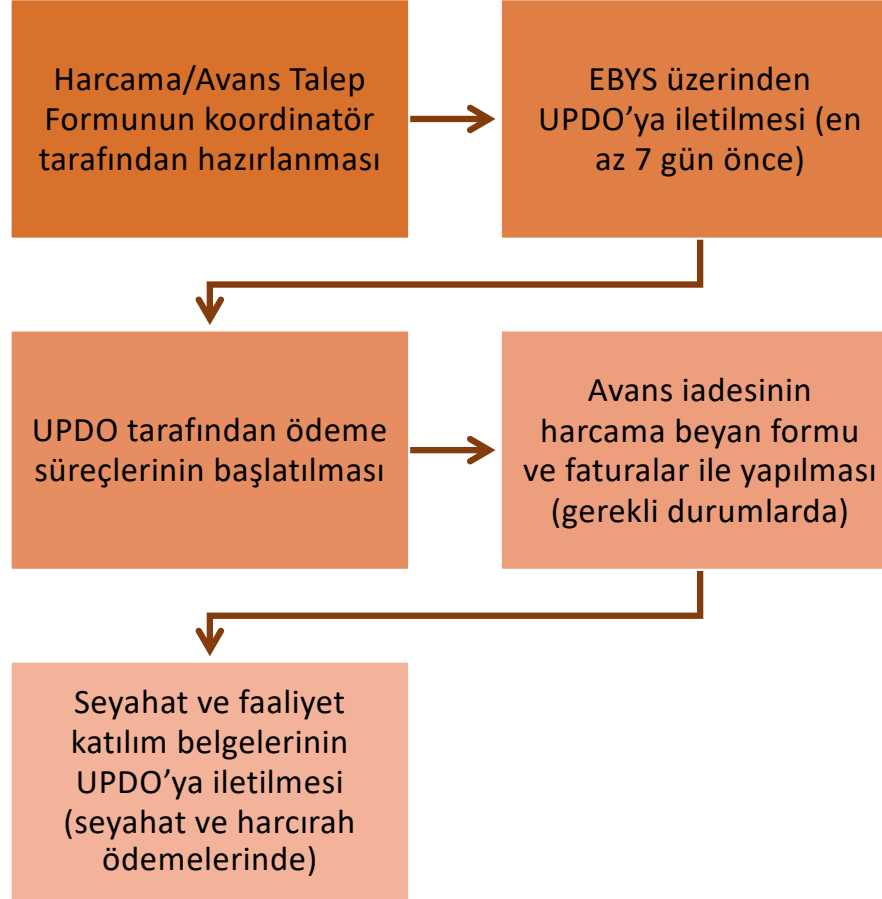 Harcama/Avans Talep
Formunun koordinatör
tarafından hazırlanması
EBYS üzerinden
UPDO’ya iletilmesi (en
az 7 gün önce)
UPDO tarafından ödeme
süreçlerinin başlatılması
Avans iadesinin
harcama beyan formu
ve faturalar ile yapılması
(gerekli durumlarda)
Seyahat ve faaliyet
katılım belgelerinin
UPDO’ya iletilmesi
(seyahat ve harcırah
ödemelerinde)